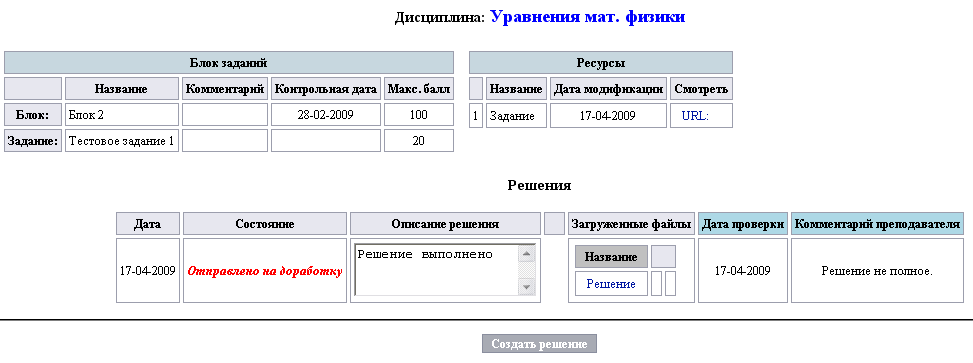 Дисциплина: Уравнения мат. физики
Блок заданий
Название Комментарий Контрольная дата Макс. балл
Блок: Блок 2 28-02-2009 100
Задание: Тестовое задание 1 20
Ресурсы
Название Дата модификации Смотреть
1 Задание 17-04-2009 URL:
Решения
Дата Состояние Описание решения Загруженные файлы Дата проверки Комментарий преподавателя
17-04-2009 Отправлено на доработку Решение выполнено Название 17-04-2009 Решение не полное.
Решение
Создать решение